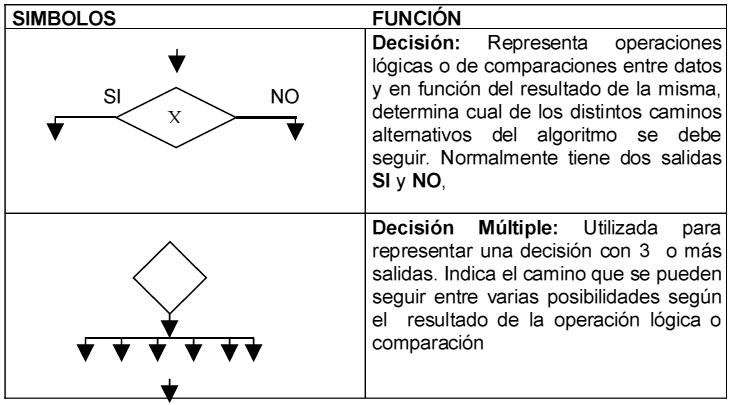 SIMBOLOS
FUNCIÓN
SI
NO
X
Decisión: Representa operaciones
lógicas o de comparaciones entre datos
y en función del resultado de la misma,
determina cual de los distintos caminos
alternativos del algoritmo se debe
seguir. Normalmente tiene dos salidas
SI y NO,
Decisión Múltiple: Utilizada para
representar una decisión con 3 o más
salidas. Indica el camino que se pueden
seguir entre varias posibilidades según
el resultado de la operación lógica o
comparación